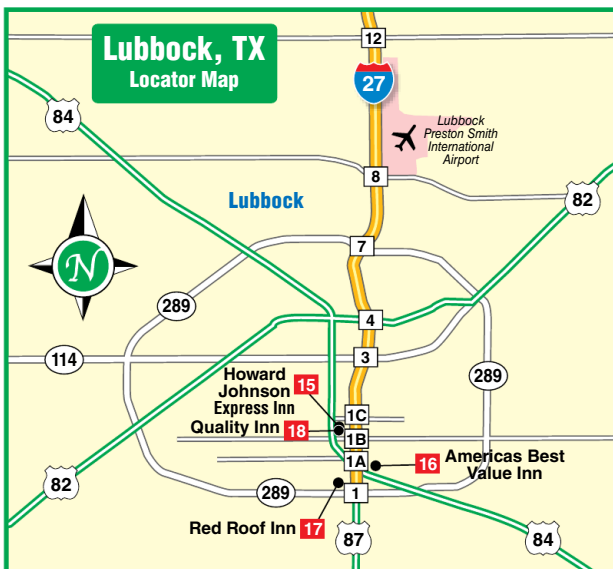 Lubbock, TX
Locator Map
12
27
84
Lubbock
Preston Smith
International
Airport
8
Lubbock
82
N
7
289
4
114
3
289
Howard
Johnson 15
Express Inn
1C
Quality Inn 18
1B
1A
16 Americas Best
Value Inn
82
289
1
Red Roof Inn 17
87
84